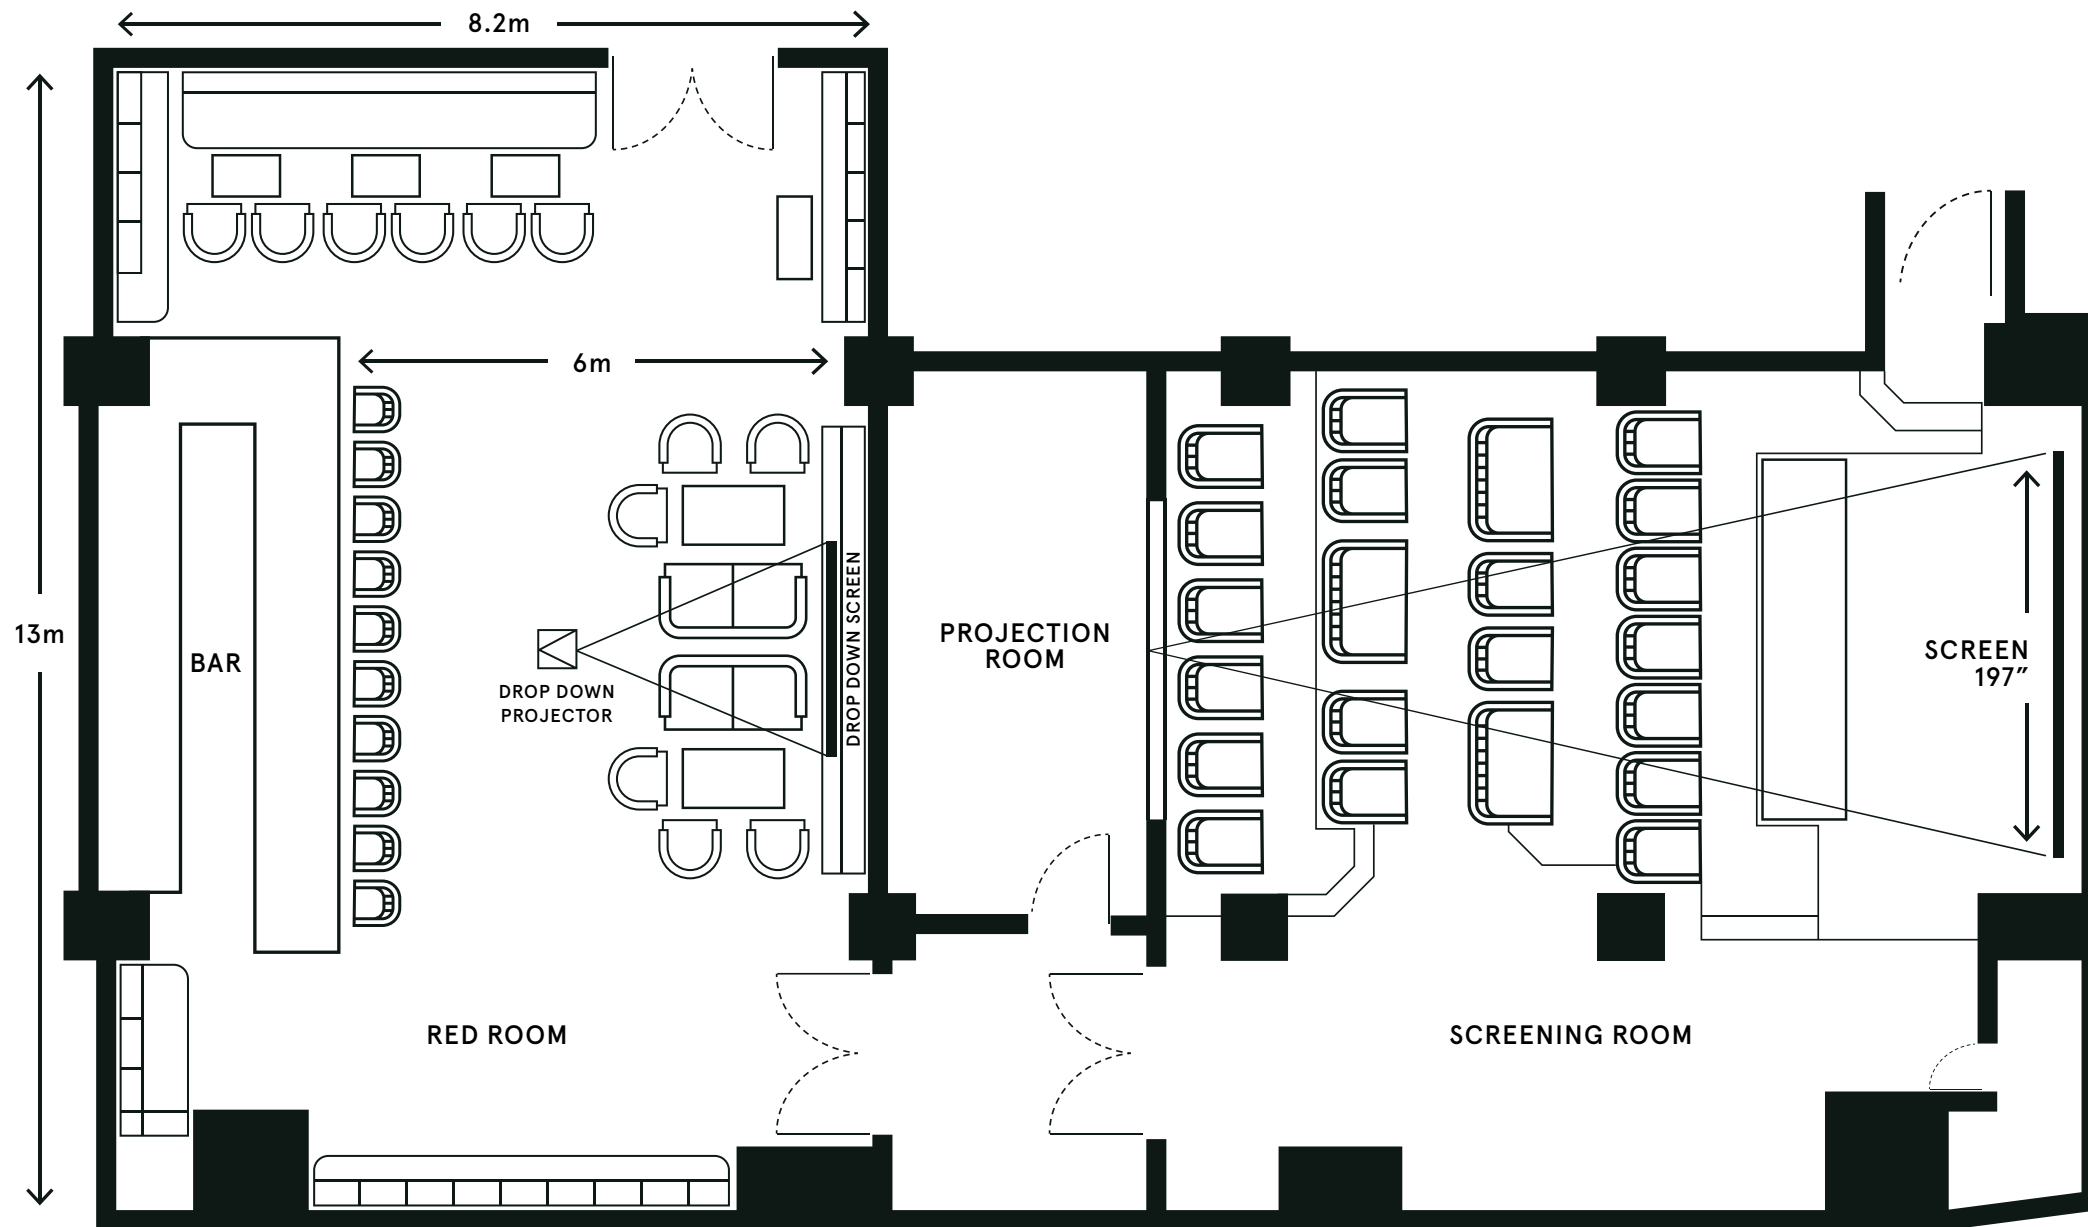 8.2m
6m
13m
BAR
DROP DOWN
PROJECTOR
DROP DOWN SCREEN
PROJECTION
ROOM
SCREEN
197”
RED ROOM
SCREENING ROOM